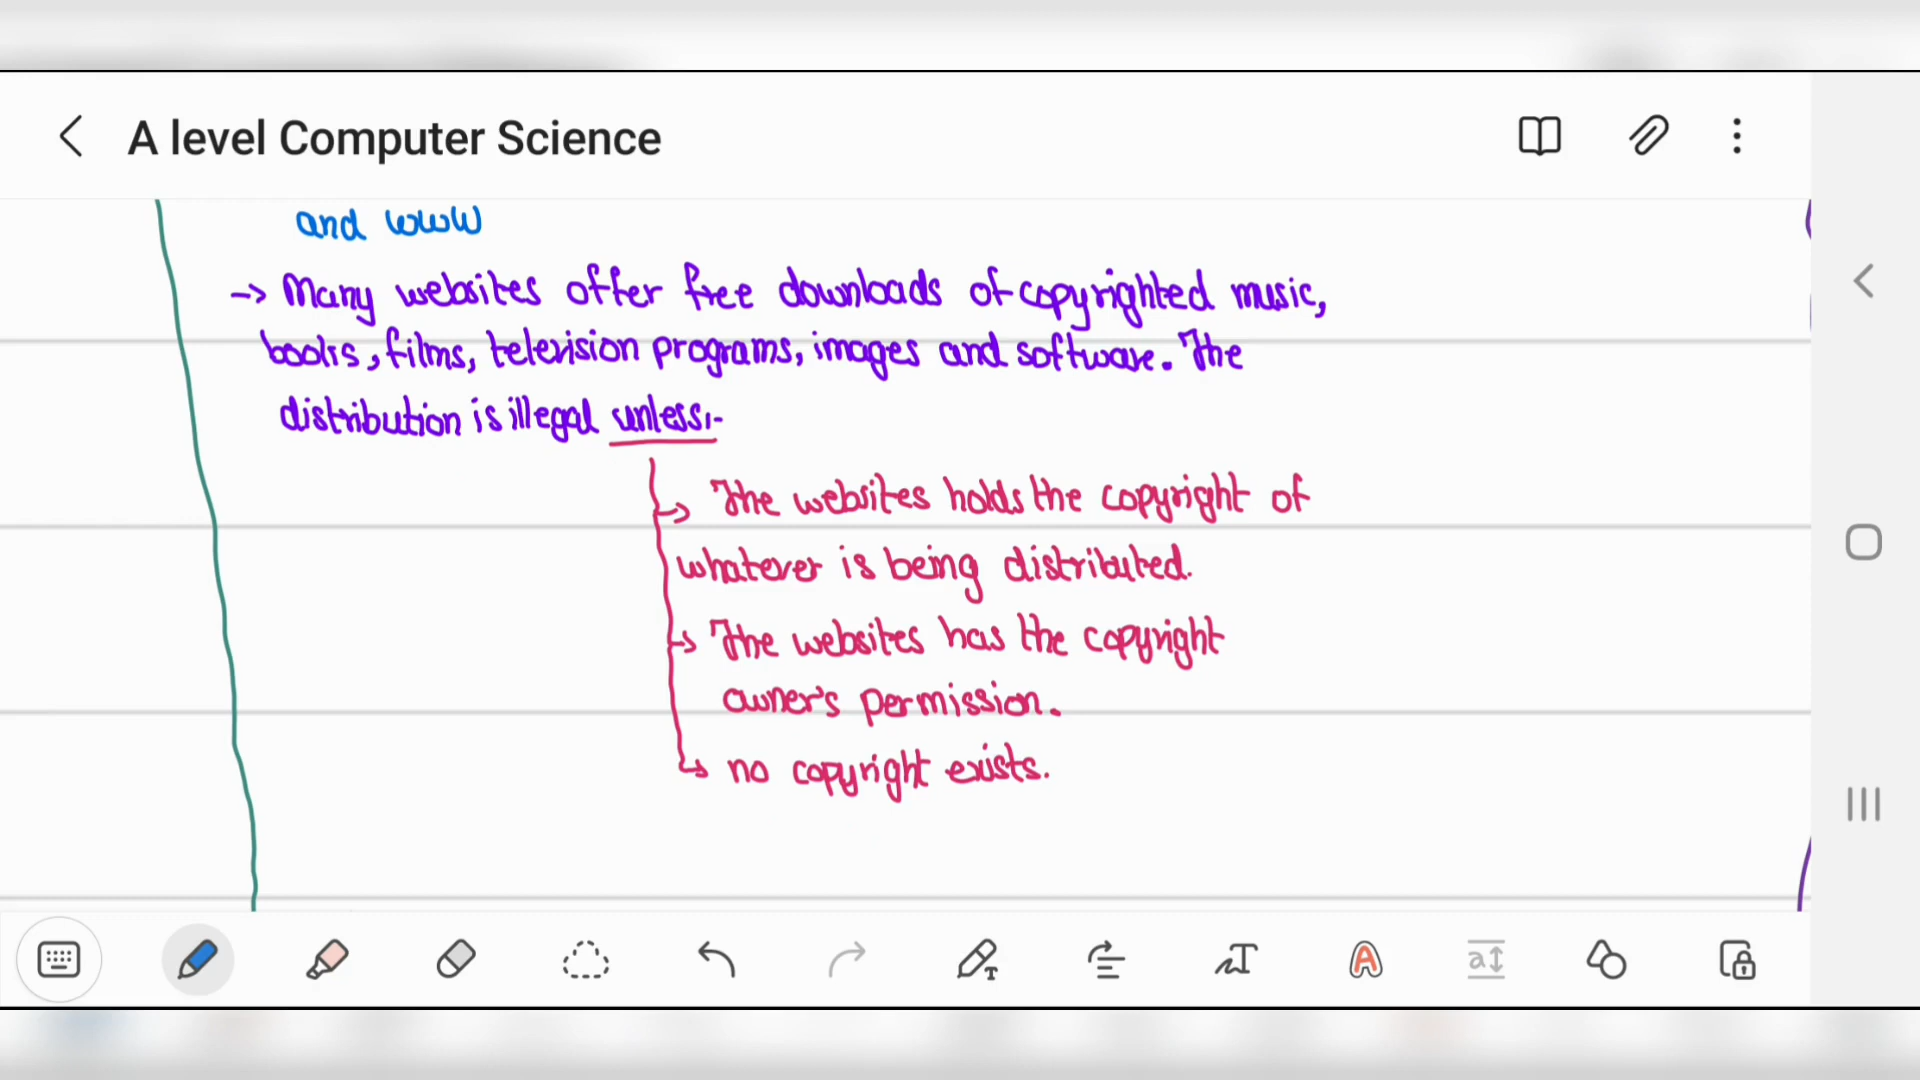 A level Computer Science
and www
-> Many websites offer free downloads of copyrighted music,
books, films, television programs, images and software. The
distribution is illegal unless:-
The websites holds the copyright of
whatever is being distributed.
The websites has the copyright
owner's permission.
no copyright exists.